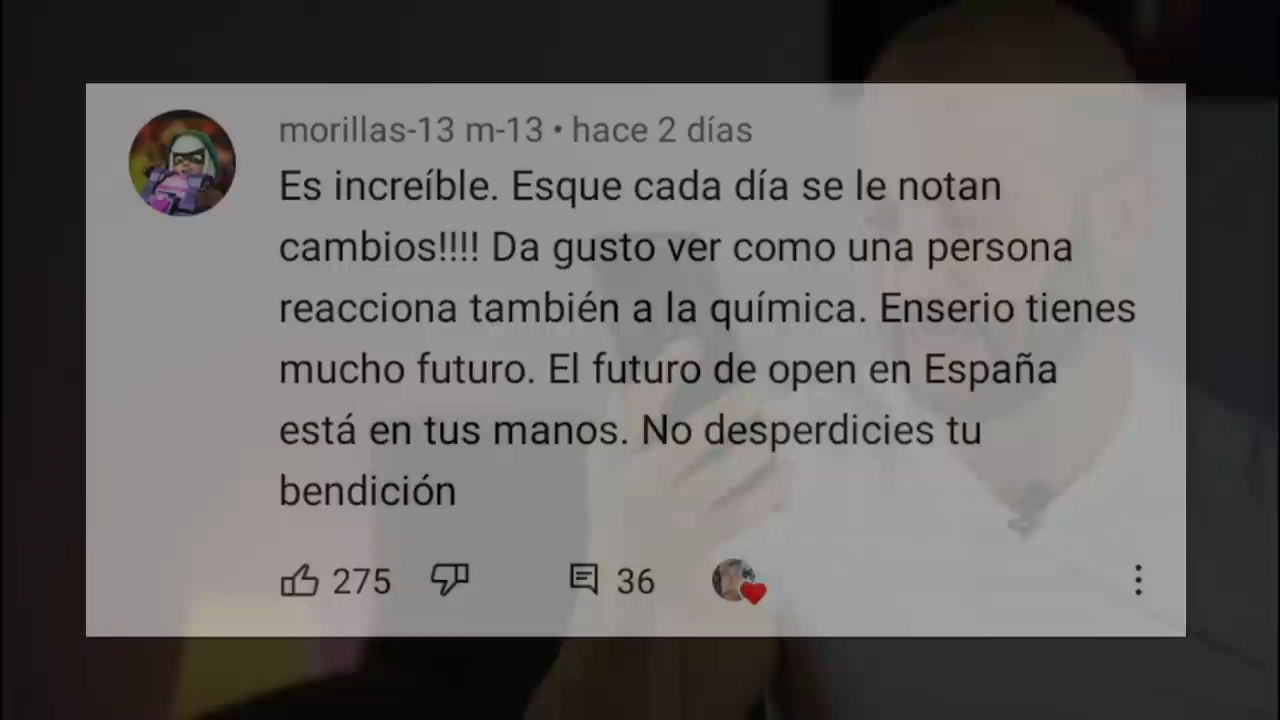 morillas-13 m-13 • hace 2 días
Es increíble. Esque cada día se le notan
cambios!!!! Da gusto ver como una persona
reacciona también a la química. Enserio tienes
mucho futuro. El futuro de open en España
está en tus manos. No desperdicies tu
bendición
275
36